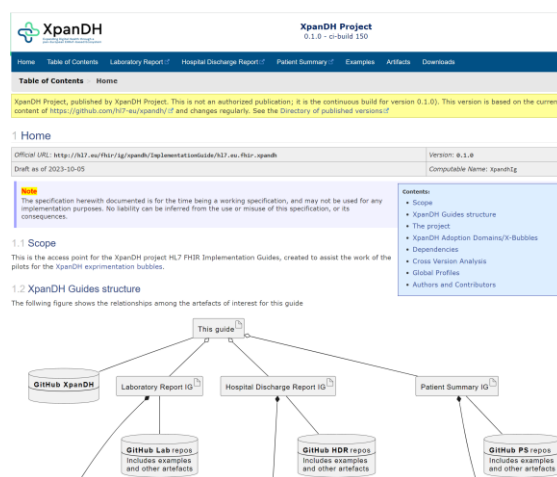 XpanDH
XpanDH Project
0.1.0 - ci-build 150
Home Table of Contents Laboratory Report Hospital Discharge Report Patient Summary Examples Artifacts Downloads
Table of Contents Home
XpanDH Project, published by XpanDH Project. This is not an authorized publication; it is the continuous build for version 0.1.0). This version is based on the current
content of https://github.com/hl7-eu/xpandh/ and changes regularly. See the Directory of published versions
1 Home
Official URL: http://hl7.eu/fhir/ig/xpandh/ImplementationGuide/hl7.eu.fhir.xpandh Version: 0.1.0
Draft as of 2023-10-05 Computable Name: XpandhIg
Note
The specification herewith documented is for the time being a working specification, and may not be used for any
implementation purposes. No liability can be inferred from the use or misuse of this specification, or its
consequences.
Contents:
• Scope
• XpanDH Guides structure
• The project
• XpanDH Adoption Domains/X-Bubbles
• Dependencies
• Cross Version Analysis
• Global Profiles
• Authors and Contributors
1.1 Scope
This is the access point for the XpanDH project HL7 FHIR Implementation Guides, created to assist the work of the
pilots for the XpanDH exprimentation bubbles.
1.2 XpanDH Guides structure
The follwing figure shows the relationships among the artefacts of interest for this guide
This guide
GitHub XpanDH
Laboratory Report IG
Hospital Discharge Report IG
Patient Summary IG
GitHub Lab repos
Includes examples
and other artefacts
GitHub HDR repos
Includes examples
and other artefacts
GitHub PS repos
Includes examples
and other artefacts